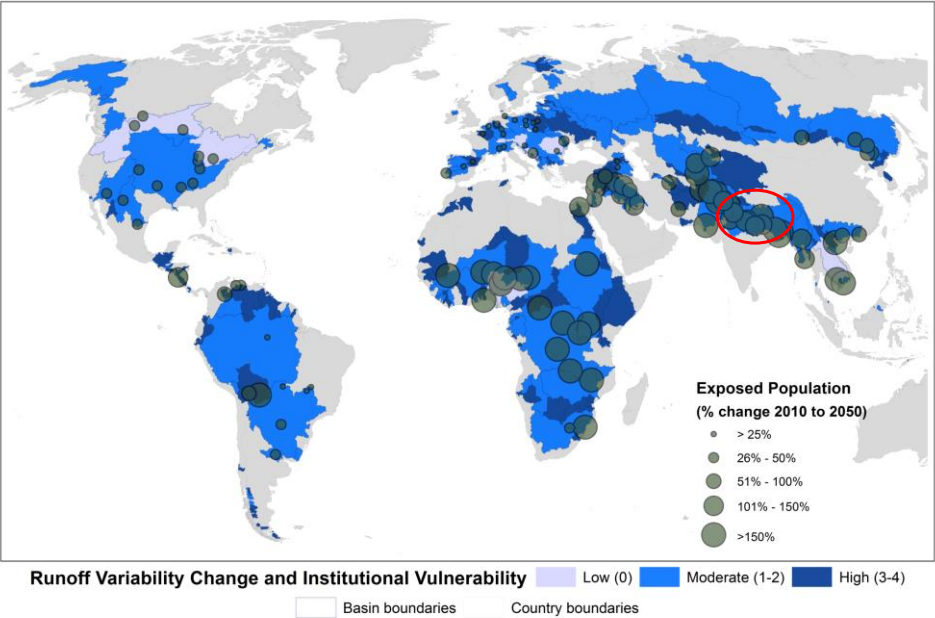 Exposed Population
(% change 2010 to 2050)
> 25%
26% - 50%
51% - 100%
101% - 150%
>150%
Runoff Variability Change and Institutional Vulnerability Low (0) Moderate (1-2) High (3-4)
Basin boundaries Country boundaries